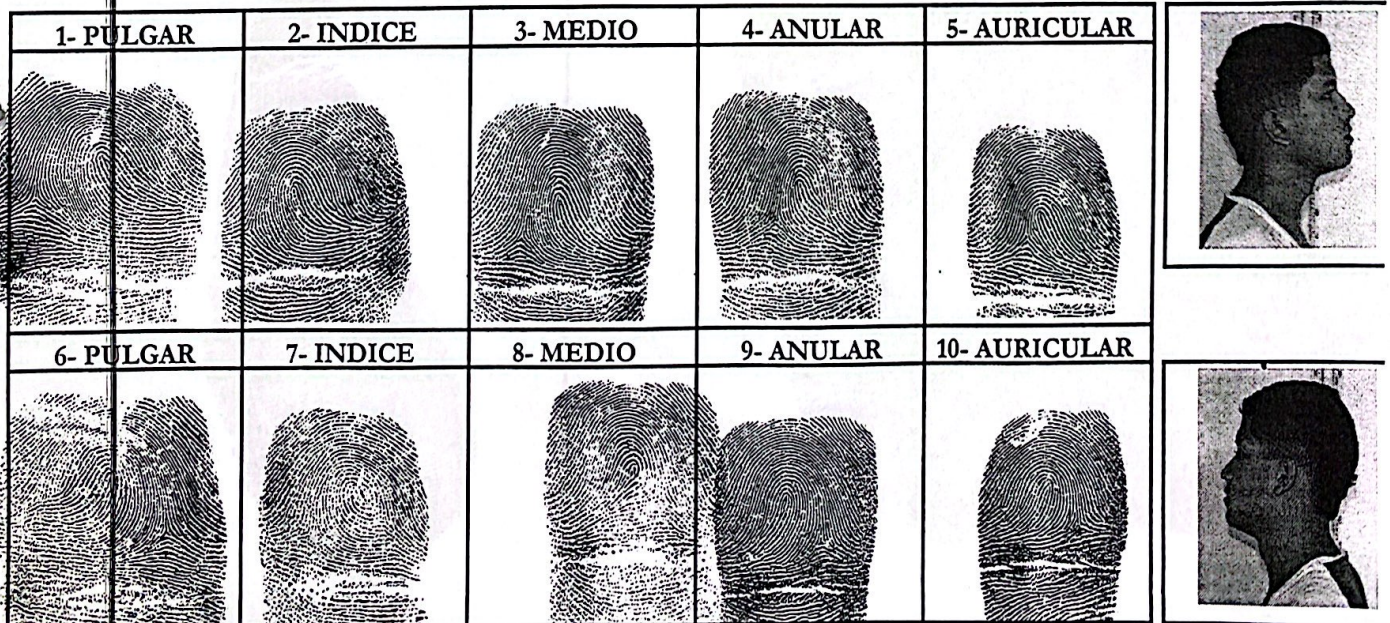 1- PULGAR 2- INDICE 3- MEDIO 4- ANULAR 5- AURICULAR
6- PULGAR 7- INDICE 8- MEDIO 9- ANULAR 10- AURICULAR